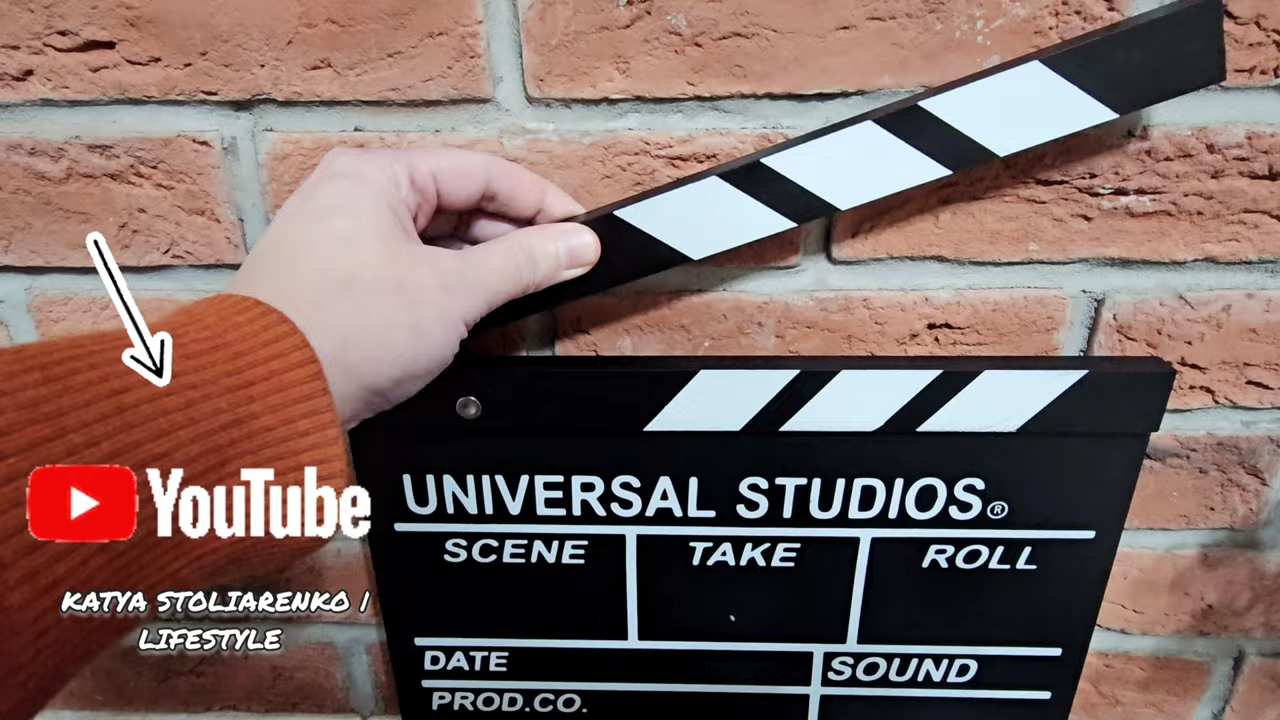 UNIVERSAL STUDIOS®
SCENE TAKE ROLL
DATE SOUND
PROD.CO.
YouTube
KATYA STOLIARENKO |
LIFESTYLE